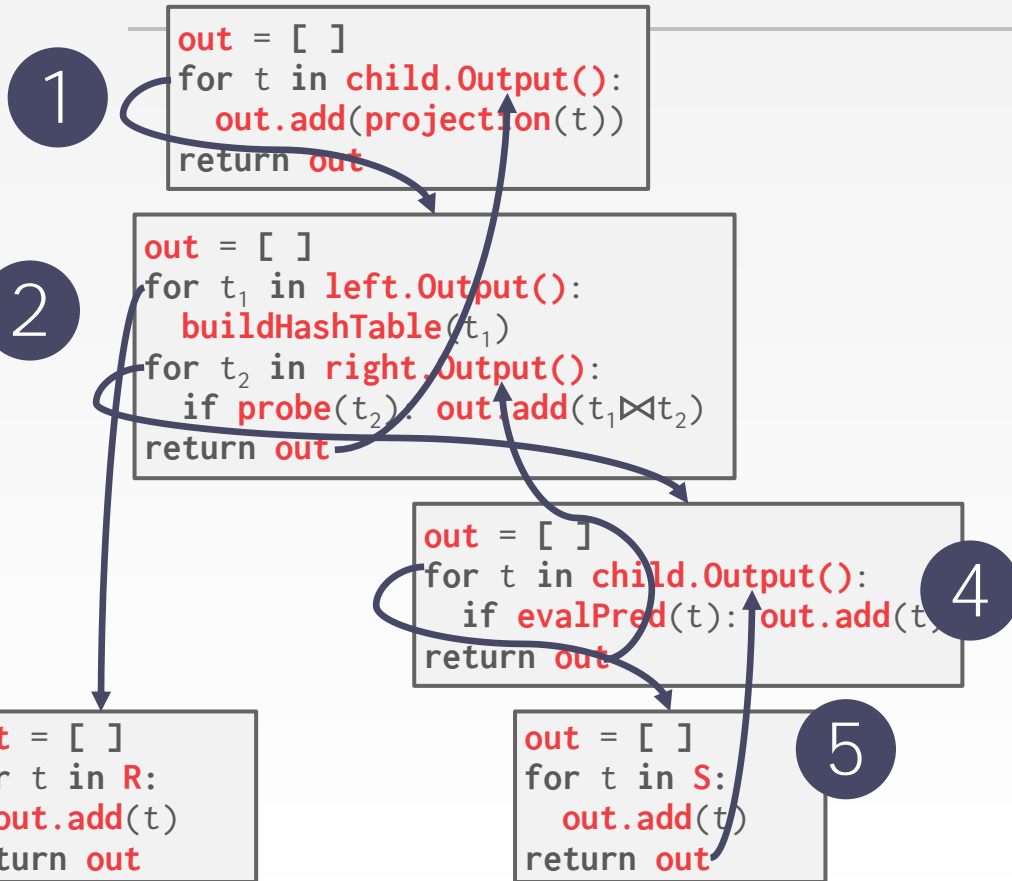 1
out = [ ]
for t in child.Output():
out.add(projection(t))
return out
2
out = [ ]
for t₁ in left.Output():
buildHashTable(t₁)
for t₂ in right.Output():
if probe(t₂): out.add(t₁⋈t₂)
return out
4
out = [ ]
for t in child.Output():
if evalPred(t): out.add(t
return out
t = [ ]
r t in R:
out.add(t)
turn out
5
out = [ ]
for t in S:
out.add(t)
return out